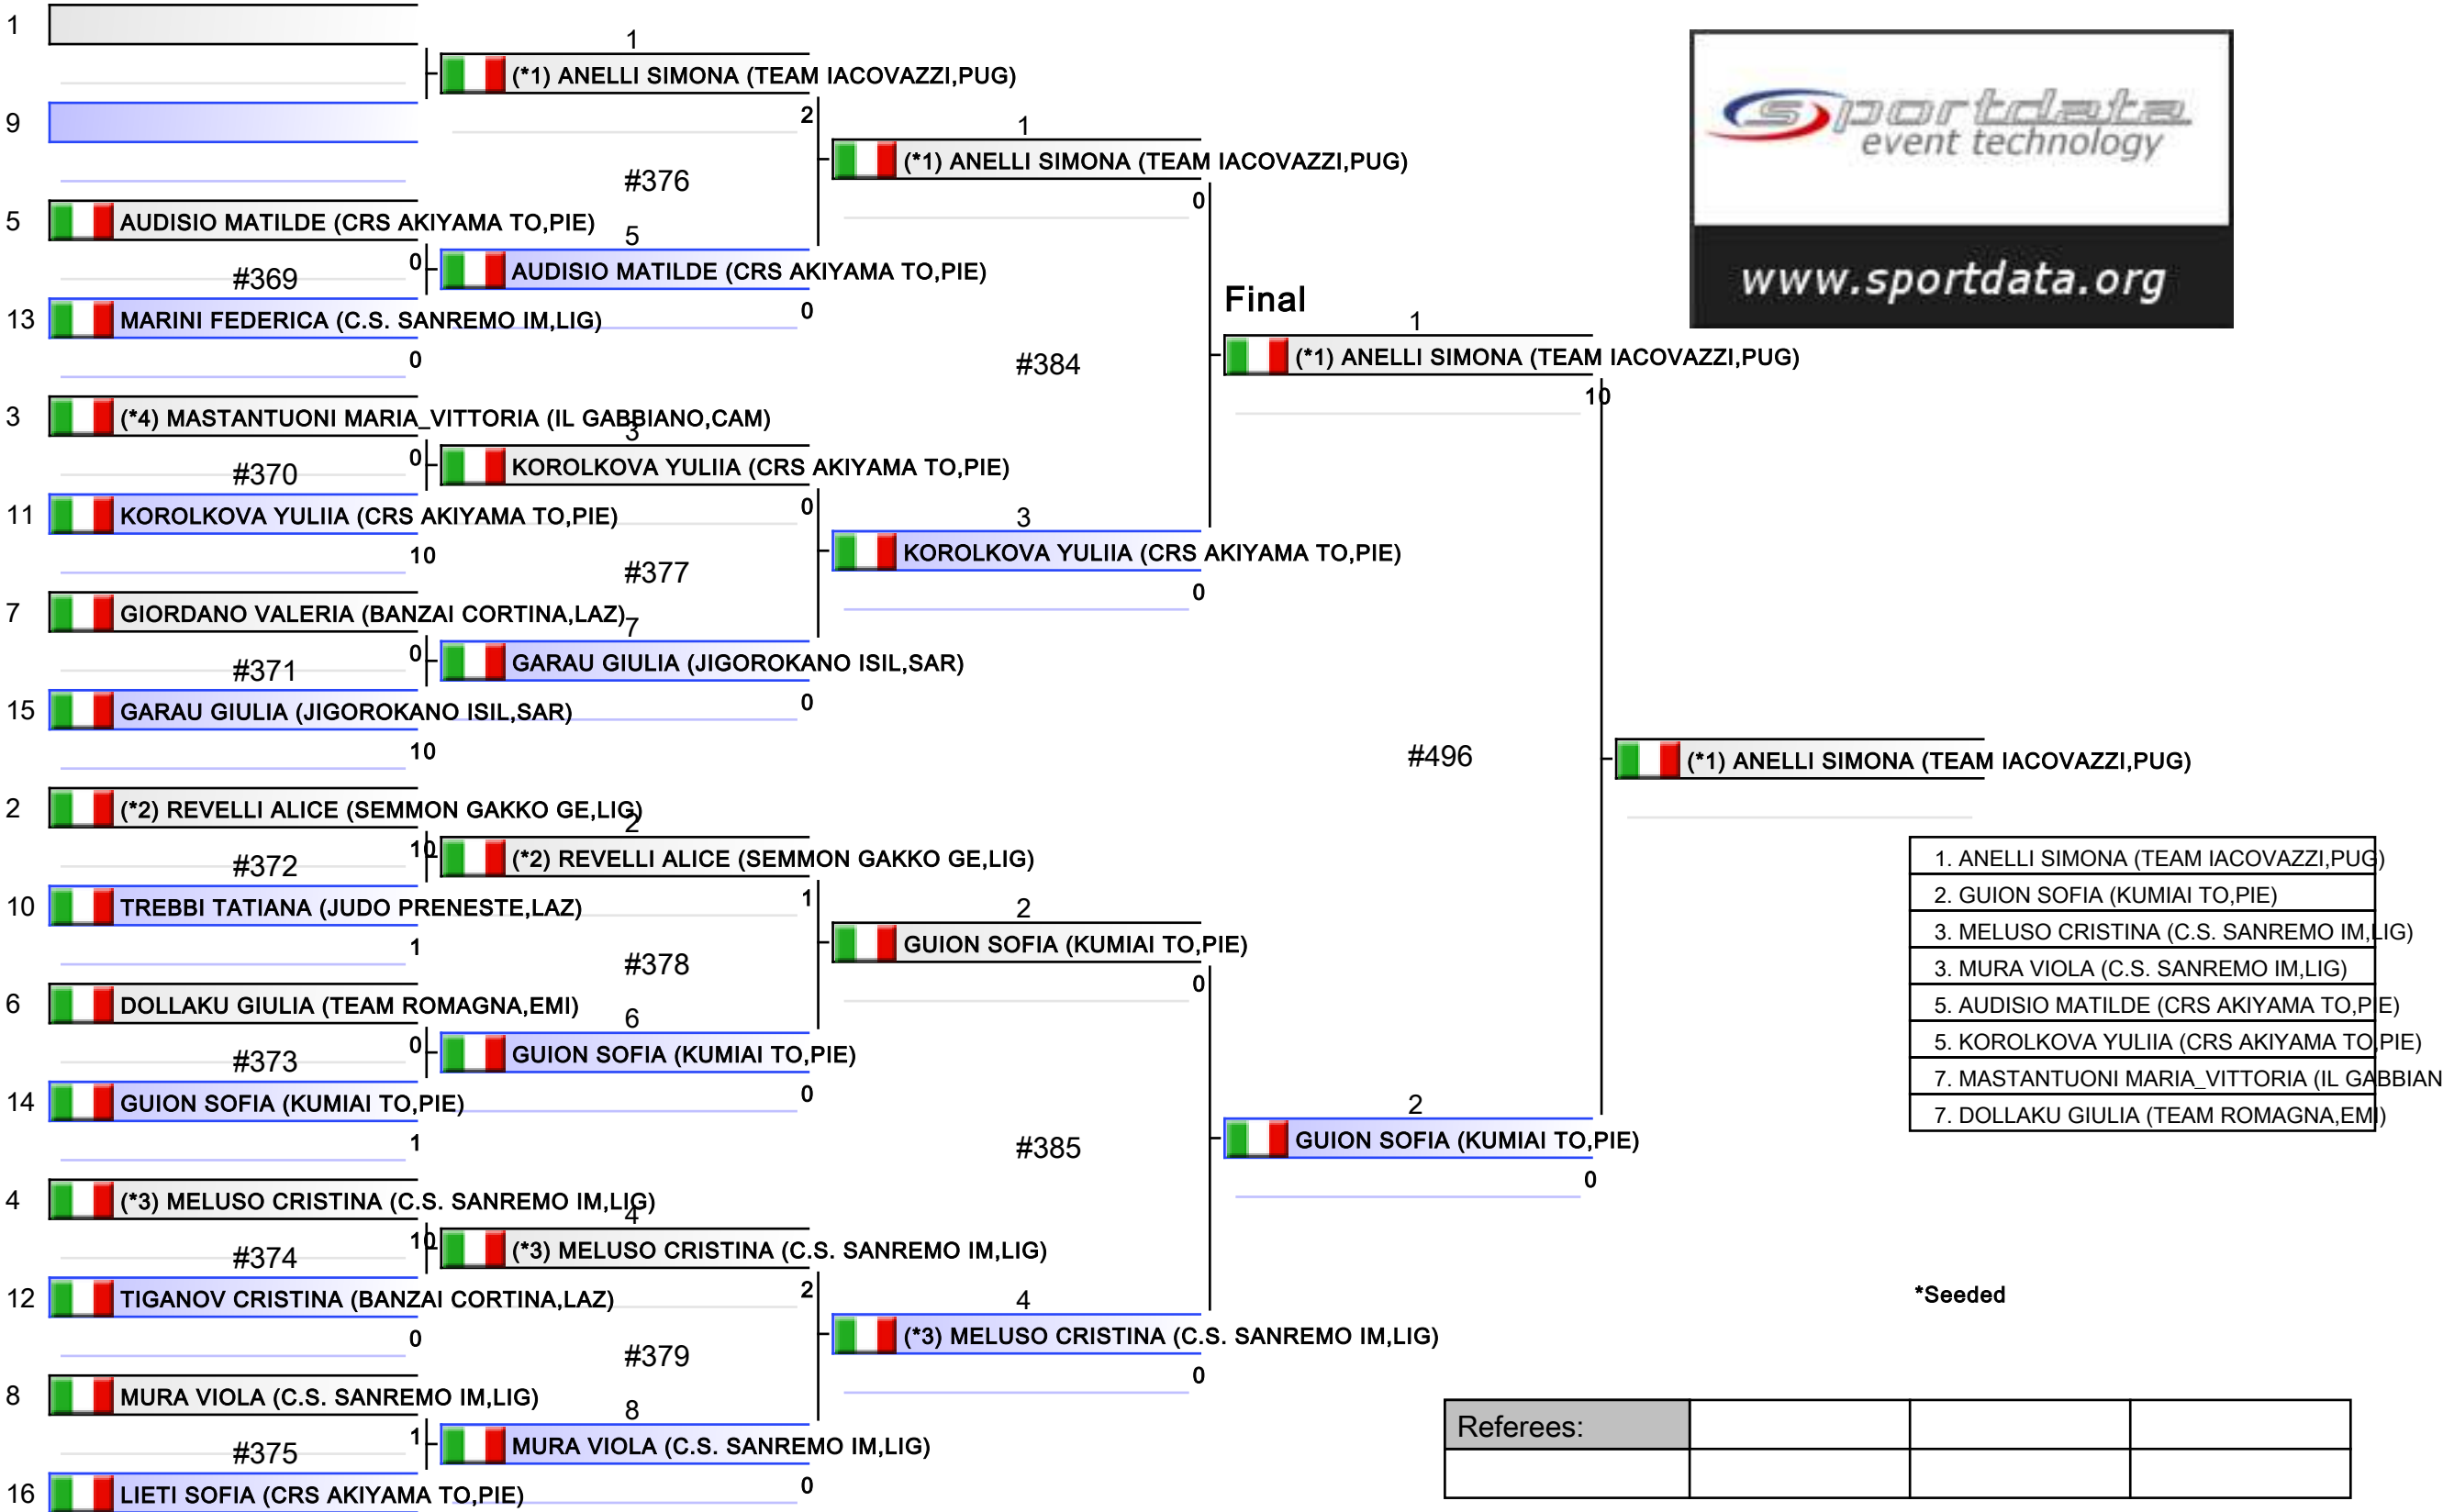 1
9
5 AUDISIO MATILDE (CRS AKIYAMA TO,PIE)
#369 0
13 MARINI FEDERICA (C.S. SANREMO IM,LIG)
0
3 (*4) MASTANTUONI MARIA_VITTORIA (IL GABBIANO,CAM)
#370 0
11 KOROLKOVA YULIIA (CRS AKIYAMA TO,PIE)
10
7 GIORDANO VALERIA (BANZAI CORTINA,LAZ)
#371 0
15 GARAU GIULIA (JIGOROKANO ISIL,SAR)
10
2 (*2) REVELLI ALICE (SEMMON GAKKO GE,LIG)
#372 10
10 TREBBI TATIANA (JUDO PRENESTE,LAZ)
1
6 DOLLAKU GIULIA (TEAM ROMAGNA,EMI)
#373 0
14 GUION SOFIA (KUMIAI TO,PIE)
1
4 (*3) MELUSO CRISTINA (C.S. SANREMO IM,LIG)
#374 10
12 TIGANOV CRISTINA (BANZAI CORTINA,LAZ)
0
8 MURA VIOLA (C.S. SANREMO IM,LIG)
#375 1
16 LIETI SOFIA (CRS AKIYAMA TO,PIE)
1
(*1) ANELLI SIMONA (TEAM IACOVAZZI,PUG)
2
#376
5
AUDISIO MATILDE (CRS AKIYAMA TO,PIE)
0
3
KOROLKOVA YULIIA (CRS AKIYAMA TO,PIE)
0
#377
7
GARAU GIULIA (JIGOROKANO ISIL,SAR)
0
2
(*2) REVELLI ALICE (SEMMON GAKKO GE,LIG)
1
#378
6
GUION SOFIA (KUMIAI TO,PIE)
0
4
(*3) MELUSO CRISTINA (C.S. SANREMO IM,LIG)
2
#379
8
MURA VIOLA (C.S. SANREMO IM,LIG)
0
1
(*1) ANELLI SIMONA (TEAM IACOVAZZI,PUG)
0
#384
3
KOROLKOVA YULIIA (CRS AKIYAMA TO,PIE)
0
2
GUION SOFIA (KUMIAI TO,PIE)
0
#385
4
(*3) MELUSO CRISTINA (C.S. SANREMO IM,LIG)
0
Final
1
(*1) ANELLI SIMONA (TEAM IACOVAZZI,PUG)
10
#496
2
GUION SOFIA (KUMIAI TO,PIE)
0
(*1) ANELLI SIMONA (TEAM IACOVAZZI,PUG)
sportdata
event technology
www.sportdata.org
1. ANELLI SIMONA (TEAM IACOVAZZI,PUG)
2. GUION SOFIA (KUMIAI TO,PIE)
3. MELUSO CRISTINA (C.S. SANREMO IM,LIG)
3. MURA VIOLA (C.S. SANREMO IM,LIG)
5. AUDISIO MATILDE (CRS AKIYAMA TO,PIE)
5. KOROLKOVA YULIIA (CRS AKIYAMA TO,PIE)
7. MASTANTUONI MARIA_VITTORIA (IL GABBIAN
7. DOLLAKU GIULIA (TEAM ROMAGNA,EMI)
*Seeded
Referees: